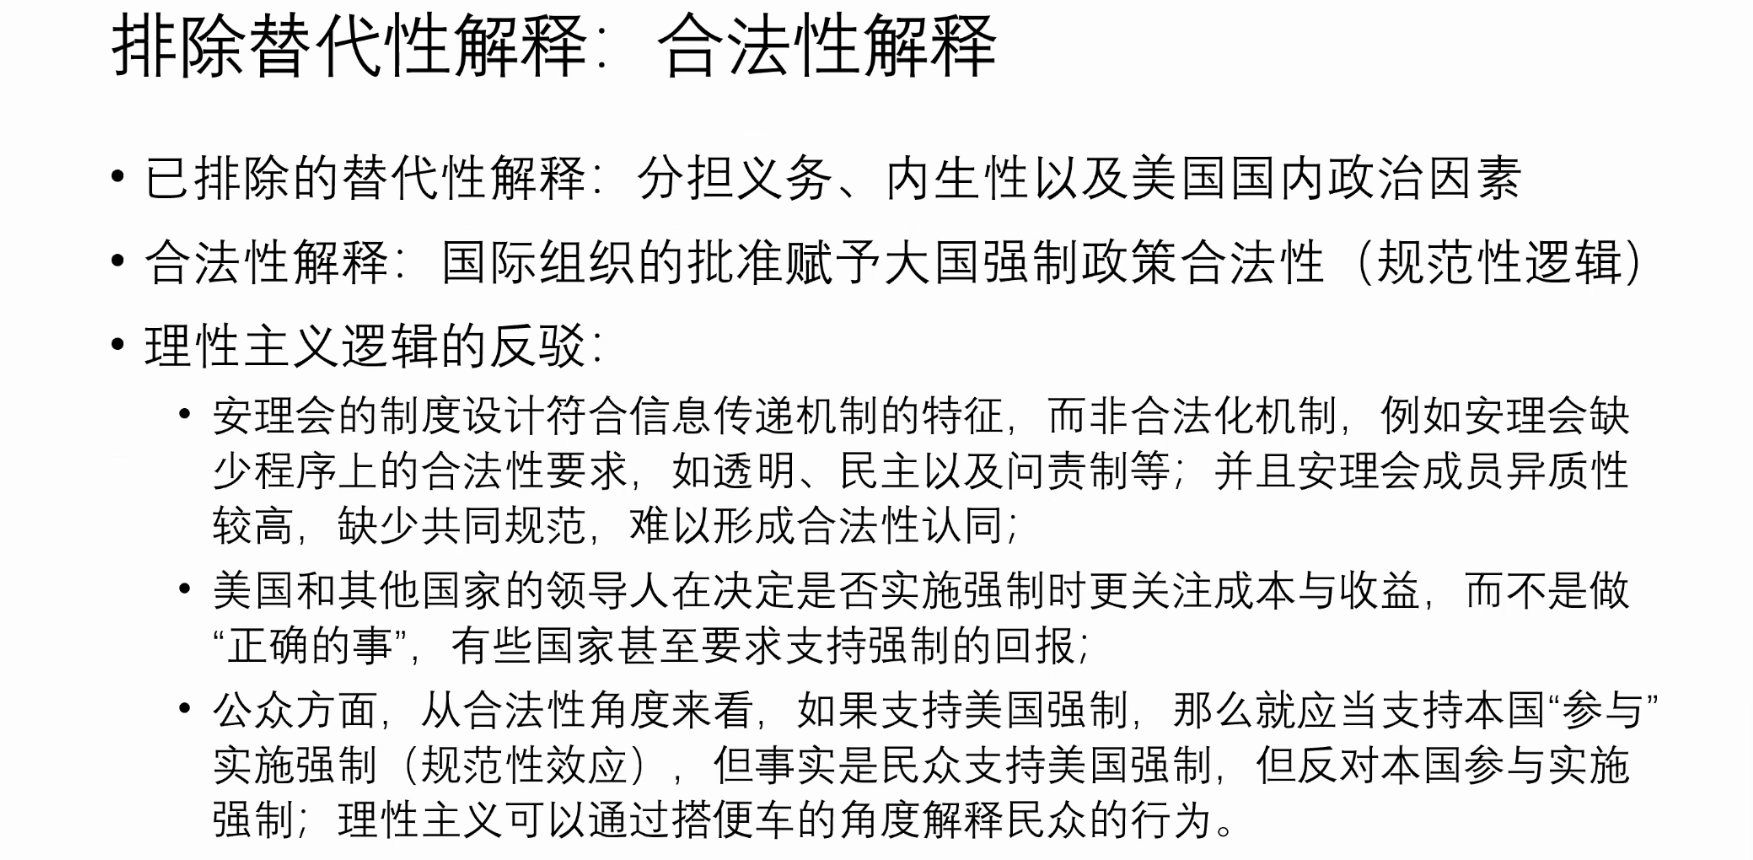 排除替代性解释：合法性解释
• 已排除的替代性解释：分担义务、内生性以及美国国内政治因素
• 合法性解释：国际组织的批准赋予大国强制政策合法性（规范性逻辑）
• 理性主义逻辑的反驳：
• 安理会的制度设计符合信息传递机制的特征，而非合法化机制，例如安理会缺
少程序上的合法性要求，如透明、民主以及问责制等；并且安理会成员异质性
较高，缺少共同规范，难以形成合法性认同；
• 美国和其他国家的领导人在决定是否实施强制时更关注成本与收益，而不是做
“正确的事”，有些国家甚至要求支持强制的回报；
• 公众方面，从合法性角度来看，如果支持美国强制，那么就应当支持本国“参与”
实施强制（规范性效应），但事实是民众支持美国强制，但反对本国参与实施
强制；理性主义可以通过搭便车的角度解释民众的行为。